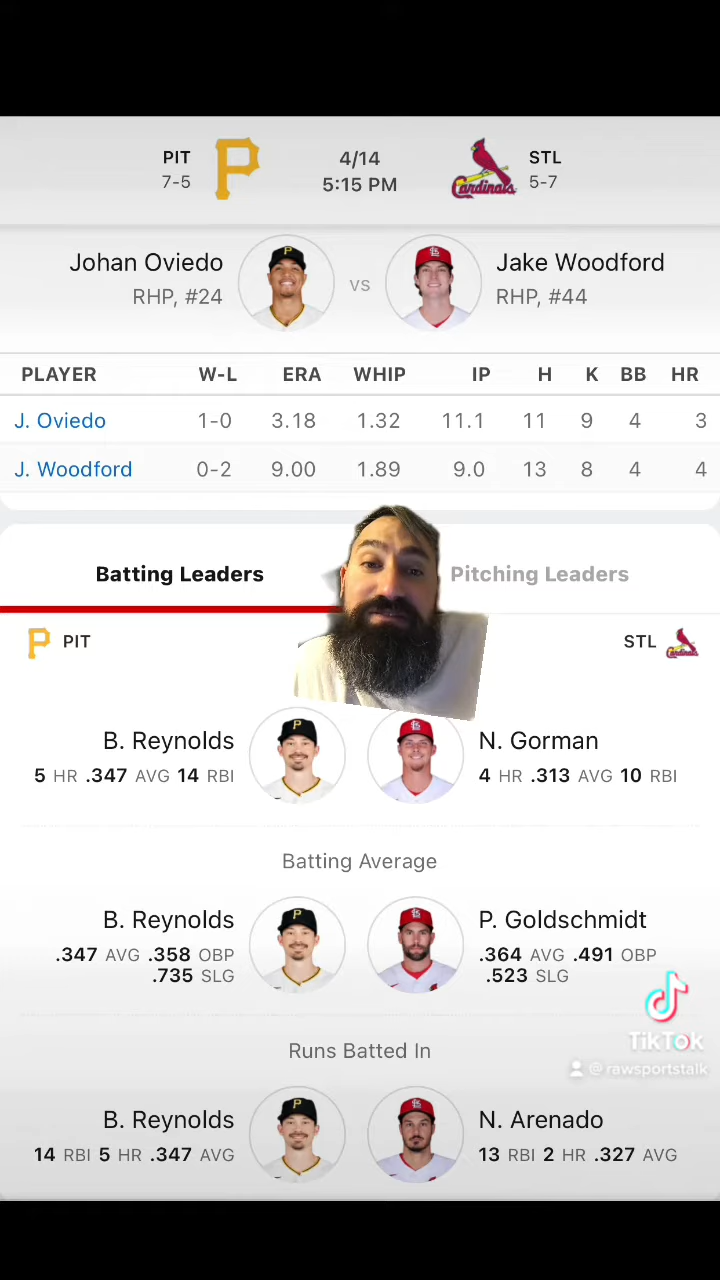 PIT
7-5
4/14
5:15 PM
Cardinals
STL
5-7
Johan Oviedo
RHP, #24
vs
Jake Woodford
RHP, #44
PLAYER W-L ERA WHIP IP H K BB HR
J. Oviedo 1-0 3.18 1.32 11.1 11 9 4 3
J. Woodford 0-2 9.00 1.89 9.0 13 8 4 4
Batting Leaders
Pitching Leaders
P PIT
STL Cardinals
B. Reynolds
5 HR .347 AVG 14 RBI
N. Gorman
4 HR .313 AVG 10 RBI
Batting Average
B. Reynolds
.347 AVG .358 OBP
.735 SLG
P. Goldschmidt
.364 AVG .491 OBP
.523 SLG
TikTok
@rawsportstalk
Runs Batted In
B. Reynolds
14 RBI 5 HR .347 AVG
N. Arenado
13 RBI 2 HR .327 AVG